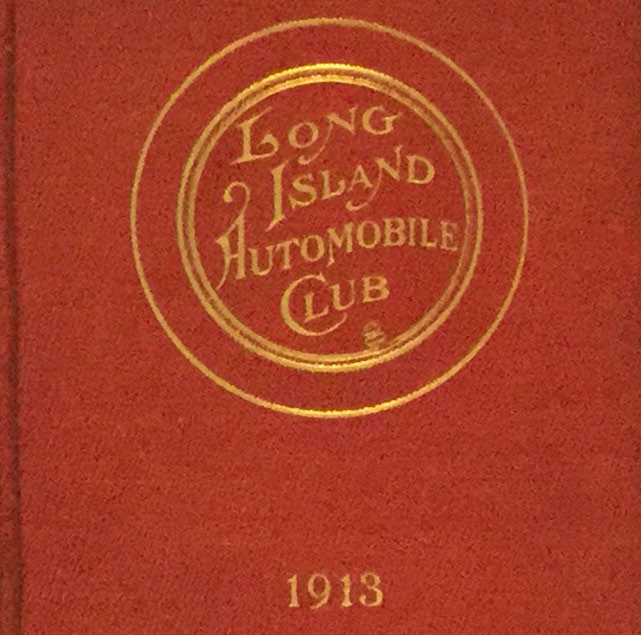 Long
Island
Automobile
Club
1913